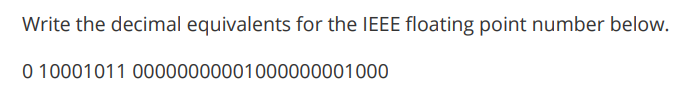 Write the decimal equivalents for the IEEE floating point number below.
0 10001011 00000000001000000001000